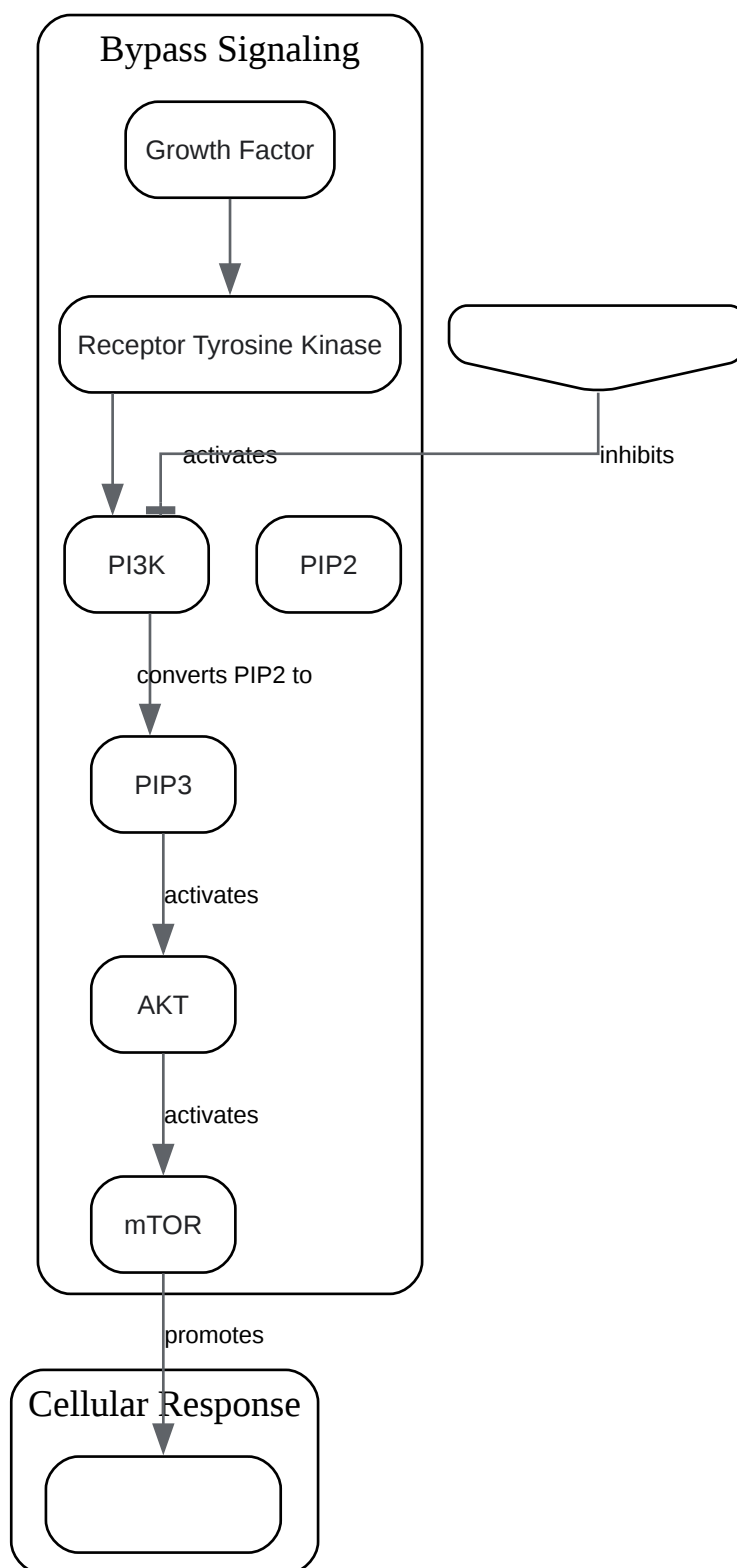 Bypass Signaling
Growth Factor
Receptor Tyrosine Kinase
activates
inhibits
PI3K
PIP2
converts PIP2 to
PIP3
activates
AKT
activates
mTOR
promotes
Cellular Response